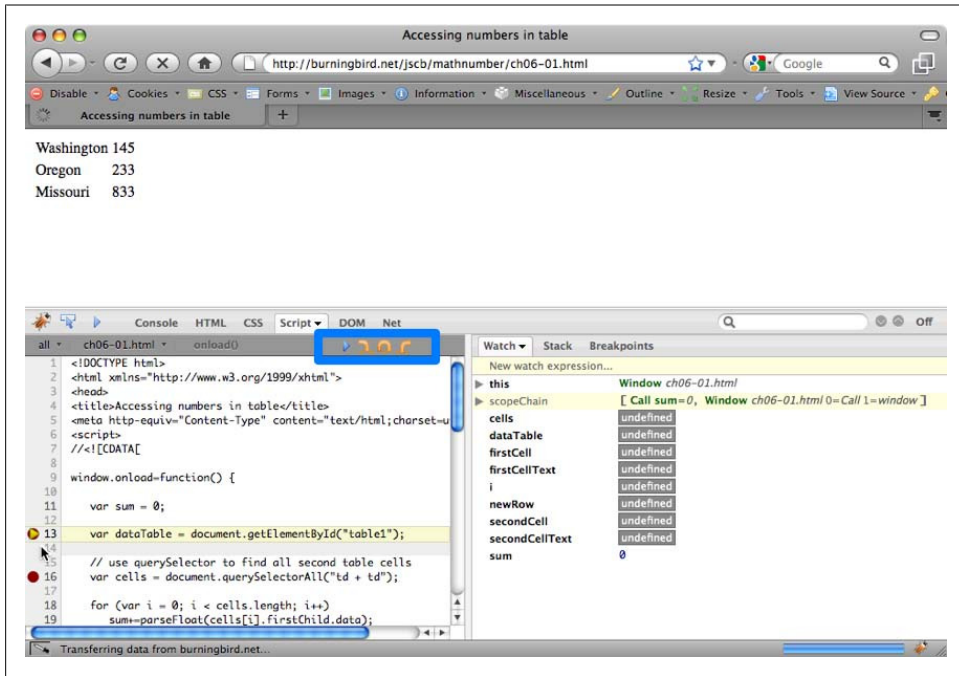 Accessing numbers in table
http://burningbird.net/jscb/mathnumber/ch06-01.html
Google
Disable Cookies CSS Forms Images Information Miscellaneous Outline Resize Tools View Source
Accessing numbers in table +
Washington 145
Oregon 233
Missouri 833
Console HTML CSS Script DOM Net
Off
all ch06-01.html onload()
Watch Stack Breakpoints
New watch expression...
1 <!DOCTYPE html>
2 <html xmlns="http://www.w3.org/1999/xhtml">
3 <head>
4 <title>Accessing numbers in table</title>
5 <meta http-equiv="Content-Type" content="text/html;charset=u
6 <script>
7 //<![CDATA[
8
9 window.onload=function() {
10
11 var sum = 0;
12
13 var dataTable = document.getElementById("table1");
14
15 // use querySelector to find all second table cells
16 var cells = document.querySelectorAll("td + td");
17
18 for (var i = 0; i < cells.length; i++)
19 sum+=parseFloat(cells[i].firstChild.data);
this Window ch06-01.html
scopeChain [ Call sum=0, Window ch06-01.html 0=Call 1=window ]
cells undefined
dataTable undefined
firstCell undefined
firstCellText undefined
i undefined
newRow undefined
secondCell undefined
secondCellText undefined
sum 0
Transferring data from burningbird.net...